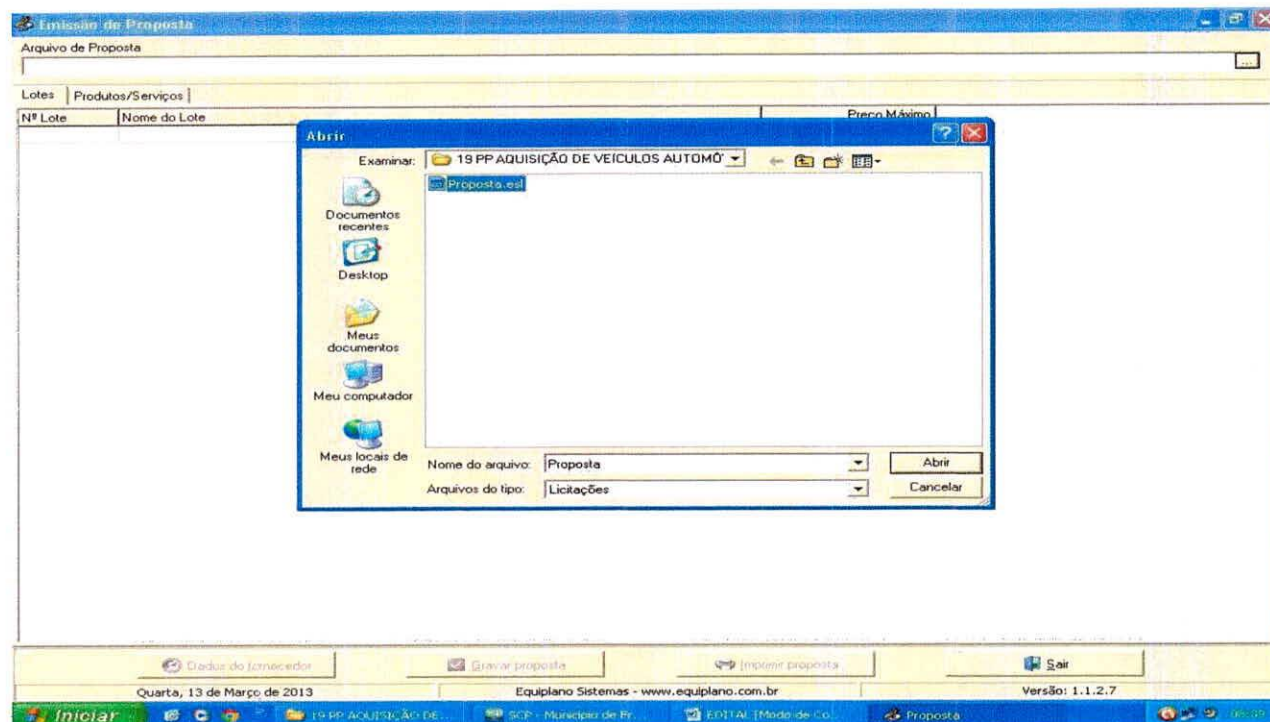 Emissão de Proposta
Arquivo de Proposta
...
Lotes Produtos/Serviços
Nº Lote Nome do Lote Preço Máximo
Abrir
Examinar: 19 PP AQUISIÇÃO DE VEÍCULOS AUTOMÓ
Proposta.esl
Documentos recentes
Desktop
Meus documentos
Meu computador
Meus locais de rede
Nome do arquivo: Proposta Abrir
Arquivos do tipo: Licitações Cancelar
Dados do fornecedor Gravar proposta Imprimir proposta Sair
Quarta, 13 de Março de 2013 Equiplano Sistemas - www.equiplano.com.br Versão: 1.1.2.7
Iniciar 19 PP AQUISIÇÃO DE... SCP - Município de Br... EDITAL [Modo de Co... Proposta